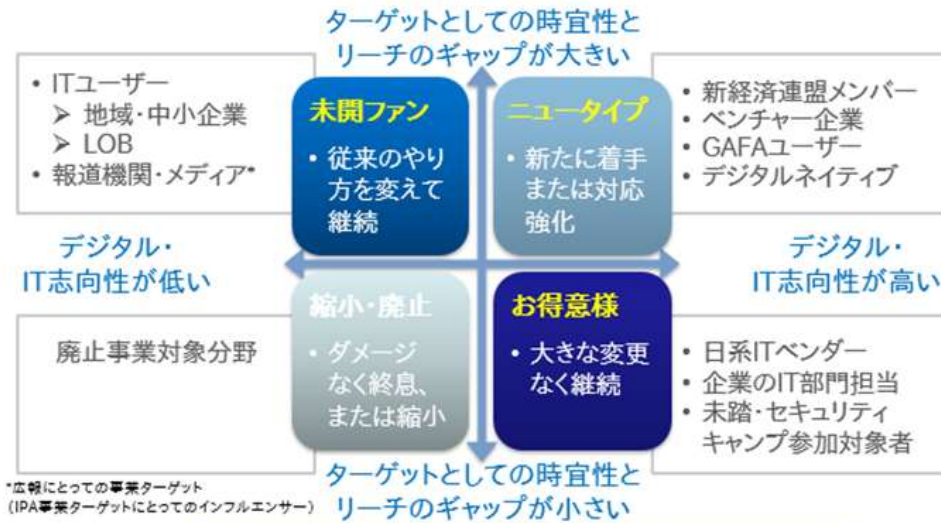 ターゲットとしての時宜性と
リーチのギャップが大きい
• ITユーザー
➢ 地域・中小企業
➢ LOB
• 報道機関・メディア*
未開ファン
• 従来のやり
方を変えて
継続
ニュータイプ
• 新たに着手
または対応
強化
• 新経済連盟メンバー
• ベンチャー企業
• GAFAユーザー
• デジタルネイティブ
デジタル・
IT志向性が低い
デジタル・
IT志向性が高い
廃止事業対象分野
縮小・廃止
• ダメージ
なく終息、
または縮小
お得意様
• 大きな変更
なく継続
• 日系ITベンダー
• 企業のIT部門担当
• 未踏・セキュリティ
キャンプ参加対象者
*広報にとっての事業ターゲット
(IPA事業ターゲットにとってのインフルエンサー)
ターゲットとしての時宜性と
リーチのギャップが小さい